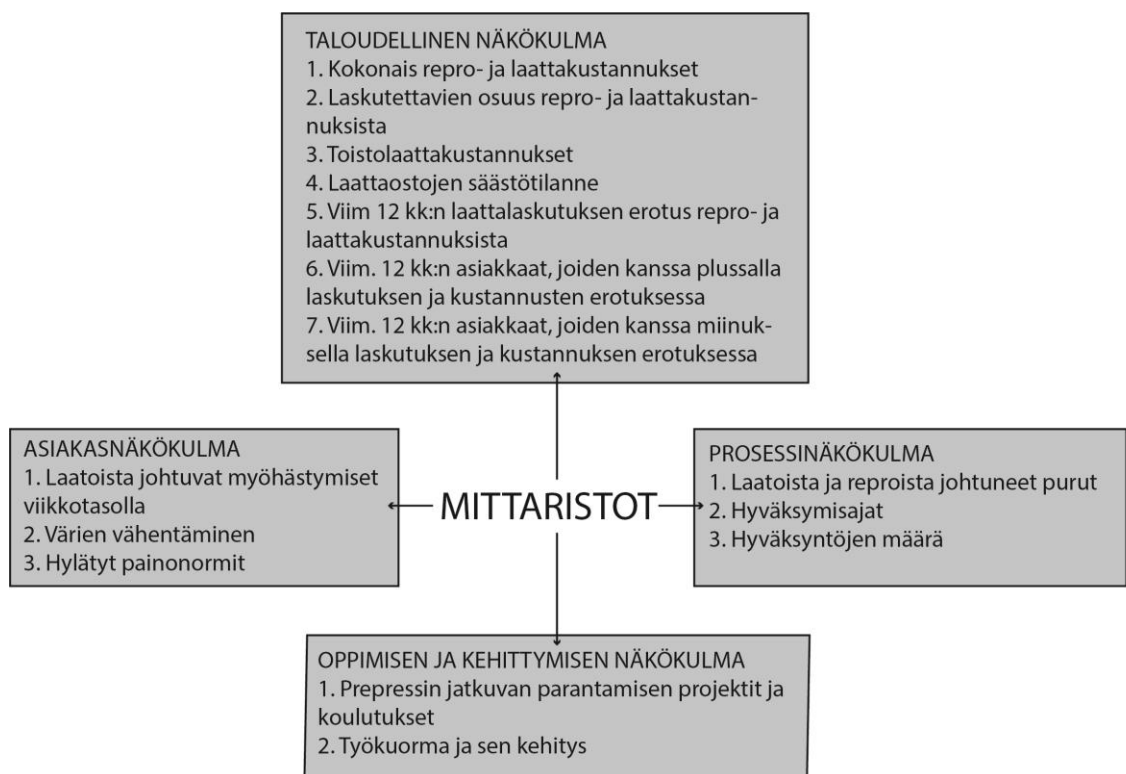 TALOUDELLINEN NÄKÖKULMA
1. Kokonais repro- ja laattakustannukset
2. Laskutettavien osuus repro- ja laattakustan-
nuksista
3. Toistolaattakustannukset
4. Laattaostojen säästötilanne
5. Viim 12 kk:n laattalaskutuksen erotus repro- ja
laattakustannuksista
6. Viim. 12 kk:n asiakkaat, joiden kanssa plussalla
laskutuksen ja kustannusten erotuksessa
7. Viim. 12 kk:n asiakkaat, joiden kanssa miinuk-
sella laskutuksen ja kustannuksen erotuksessa
ASIAKASNÄKÖKULMA
1. Laatoista johtuvat myöhästymiset
viikkotasolla
2. Värien vähentäminen
3. Hylätyt painonormit
MITTARISTOT
PROSESSINÄKÖKULMA
1. Laatoista ja reproista johtuneet purut
2. Hyväksymisajat
3. Hyväksyntöjen määrä
OPPIMISEN JA KEHITTYMISEN NÄKÖKULMA
1. Prepressin jatkuvan parantamisen projektit ja
koulutukset
2. Työkuorma ja sen kehitys